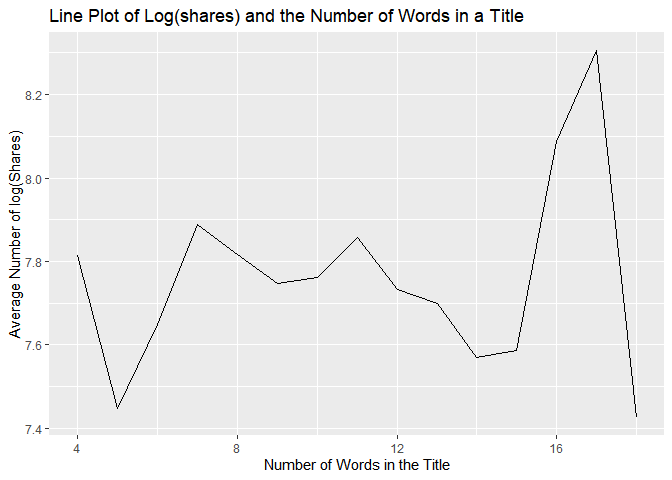 Line Plot of Log(shares) and the Number of Words in a Title
Average Number of log(Shares)
8.2
8.0
7.8
7.6
7.4
4 8 12 16
Number of Words in the Title